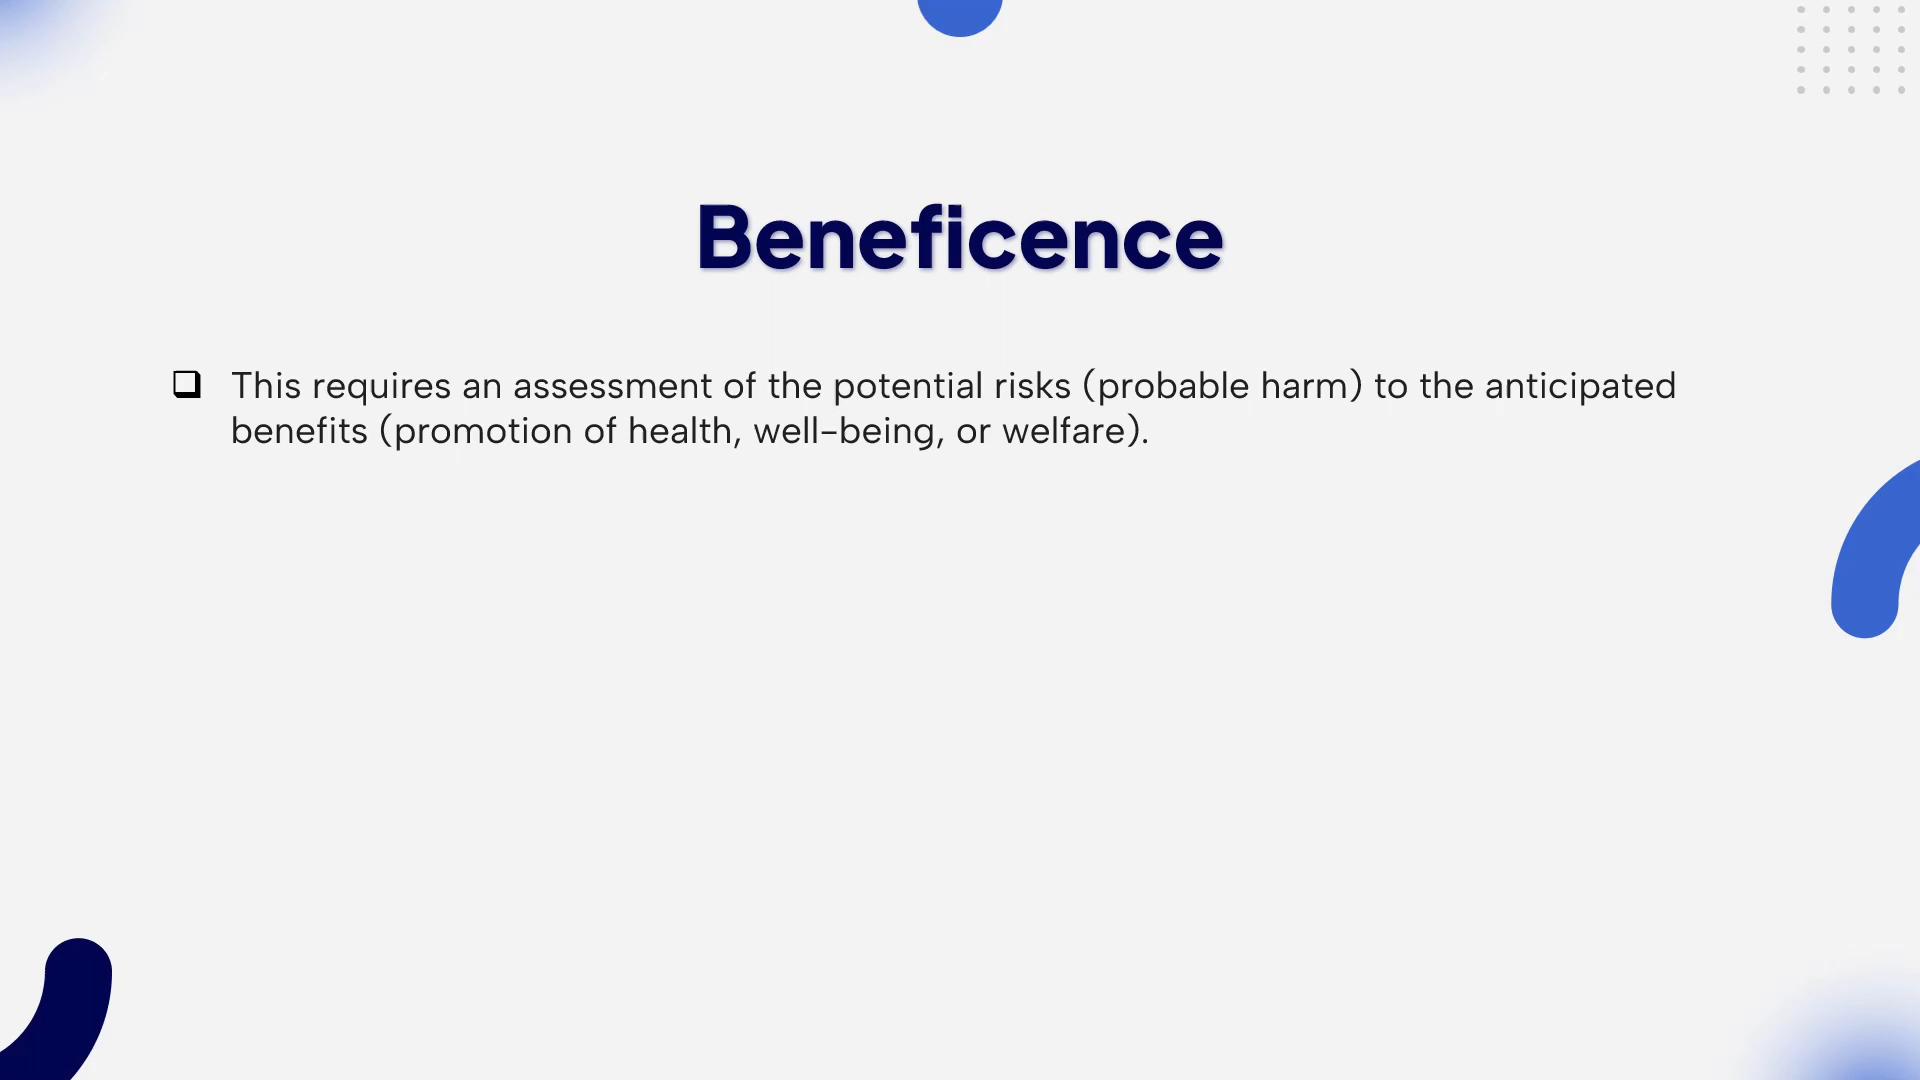 Beneficence
❑ This requires an assessment of the potential risks (probable harm) to the anticipated
benefits (promotion of health, well-being, or welfare).